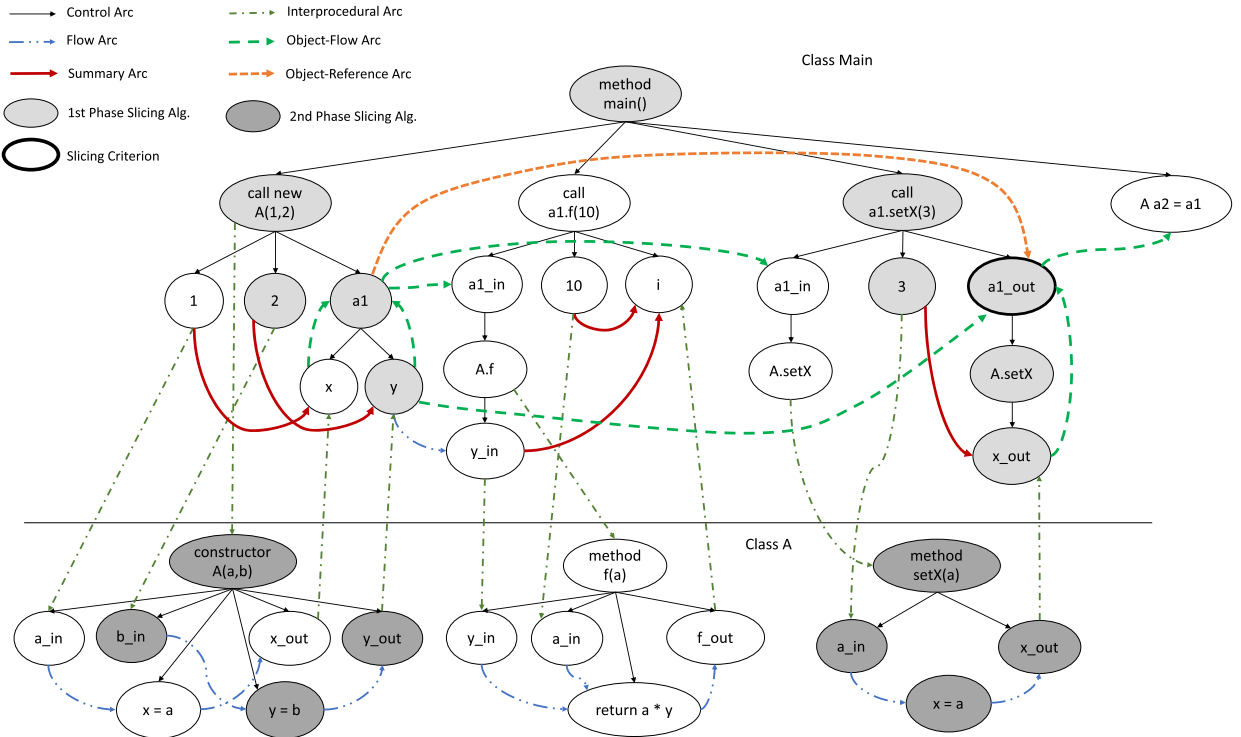 Control Arc
Interprocedural Arc
Flow Arc
Object-Flow Arc
Summary Arc
Object-Reference Arc
1st Phase Slicing Alg.
2nd Phase Slicing Alg.
Slicing Criterion
Class Main
method
main()
call new
A(1,2)
call
a1.f(10)
call
a1.setX(3)
A a2 = a1
1
2
a1
a1_in
10
i
a1_in
3
a1_out
x
y
A.f
A.setX
A.setX
y_in
x_out
Class A
constructor
A(a,b)
method
f(a)
method
setX(a)
a_in
b_in
x_out
y_out
y_in
a_in
f_out
a_in
x_out
x = a
y = b
return a * y
x = a